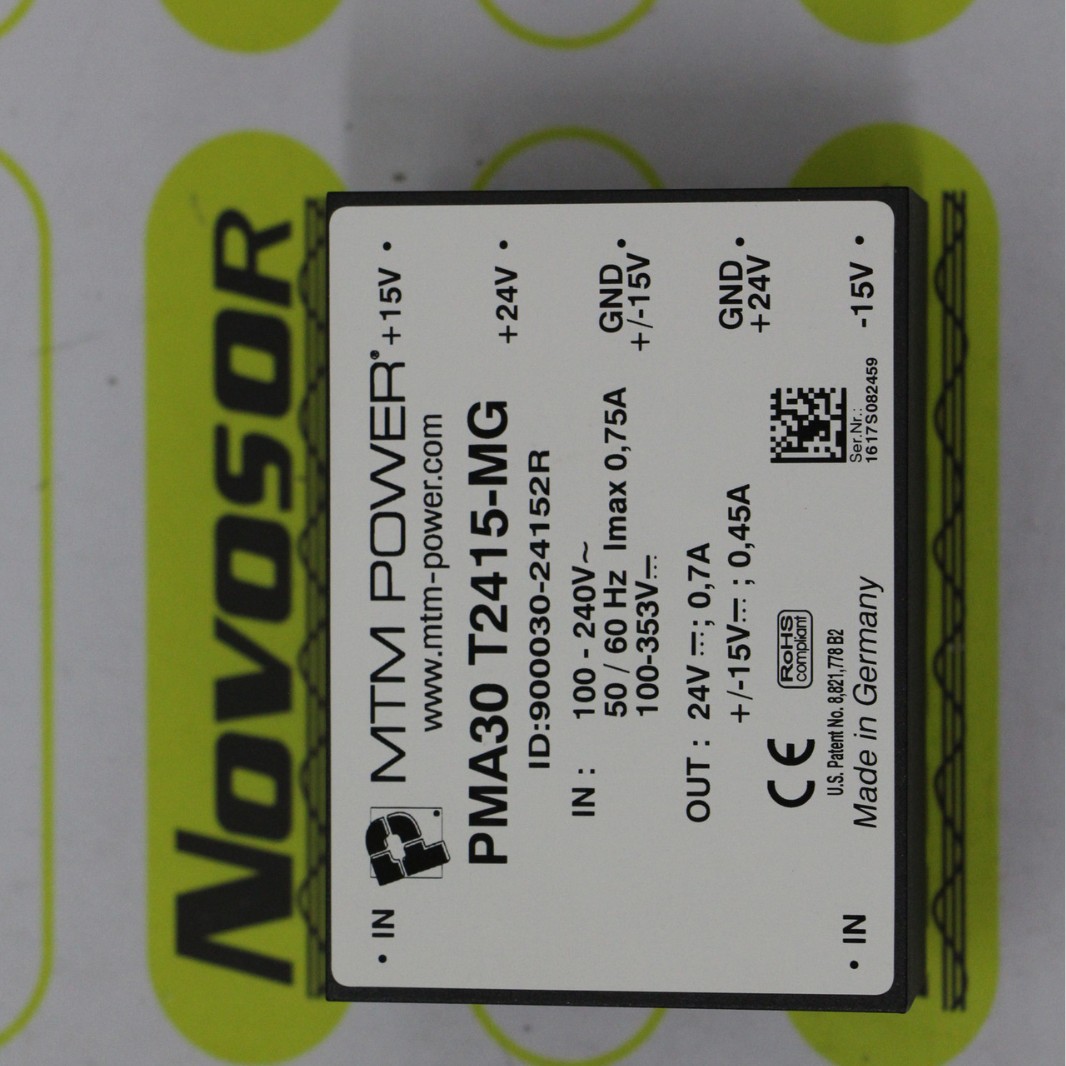 NOVOSOR
MTM POWER®
www.mtm-power.com
PMA30 T2415-MG
ID:900030-24152R
IN : 100 - 240V~
50 / 60 Hz Imax 0,75A
100-353V⎓
OUT : 24V⎓; 0,7A
+/-15V⎓; 0,45A
CE
RoHS
compliant
U.S. Patent No. 8,821,778 B2
Made in Germany
Ser.Nr.:
1617S082459
• IN
• IN
+15V •
+24V •
GND •
+/-15V
GND •
+24V
-15V •